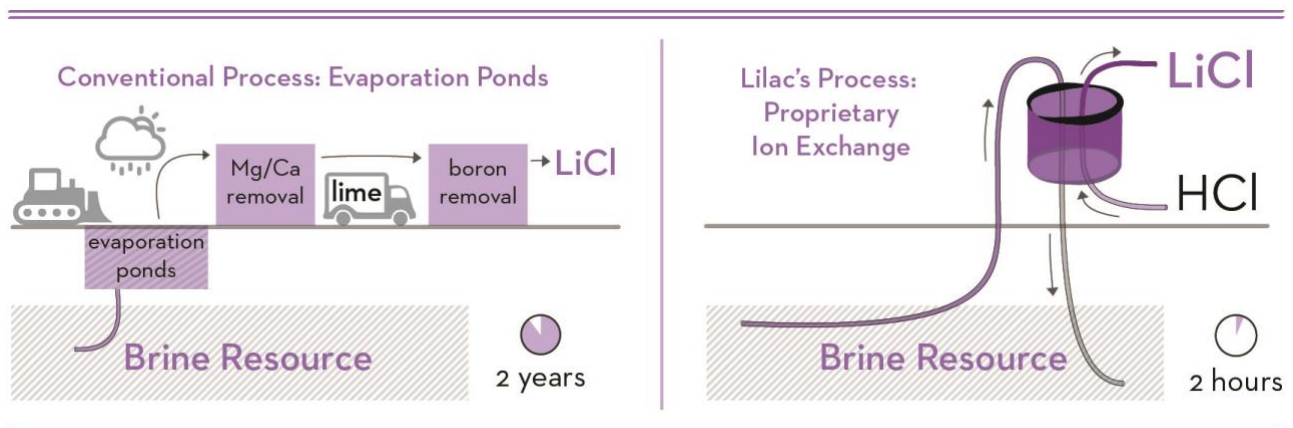 Conventional Process: Evaporation Ponds
Mg/Ca
removal
lime
boron
removal
LiCl
evaporation
ponds
Brine Resource
2 years
Lilac's Process:
Proprietary
Ion Exchange
LiCl
HCl
Brine Resource
2 hours